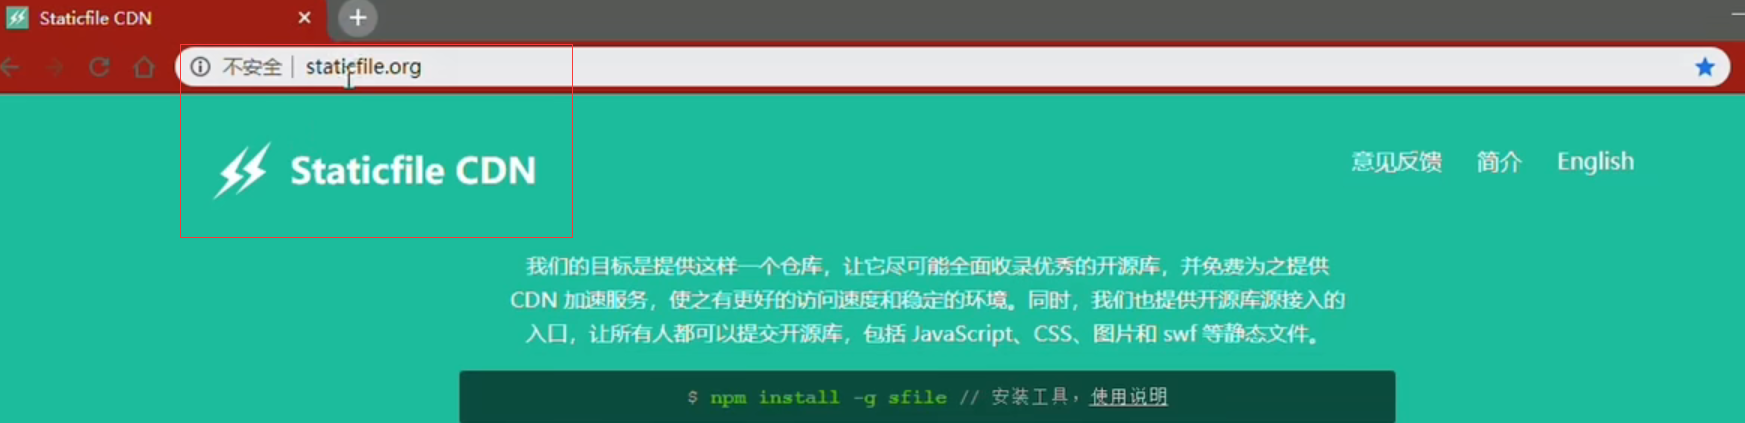 Staticfile CDN
不安全 staticfile.org
Staticfile CDN
意见反馈 简介 English
我们的目标是提供这样一个仓库，让它尽可能全面收录优秀的开源库，并免费为之提供
CDN 加速服务，使之有更好的访问速度和稳定的环境。同时，我们也提供开源库源接入的
入口，让所有人都可以提交开源库，包括 JavaScript、CSS、图片和 swf 等静态文件。
$ npm install -g sfile // 安装工具，使用说明